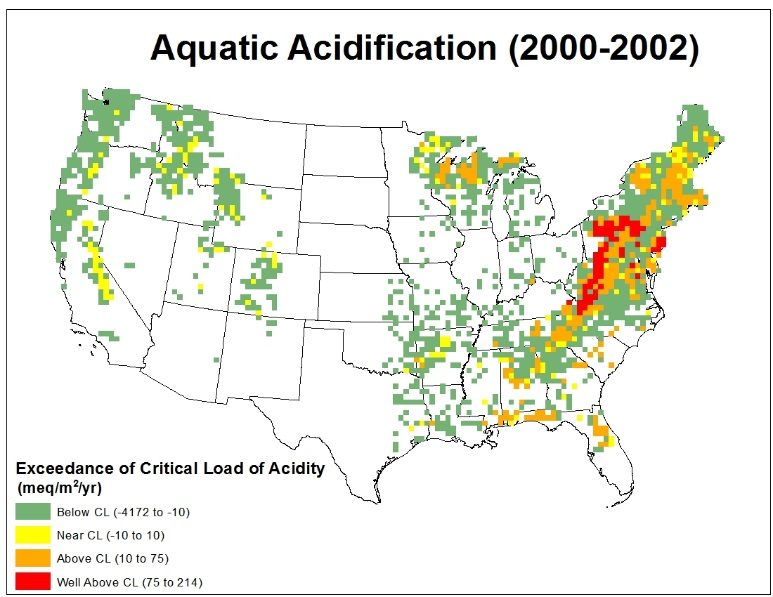 Aquatic Acidification (2000-2002)
Exceedance of Critical Load of Acidity
(meq/m²/yr)
Below CL (-4172 to -10)
Near CL (-10 to 10)
Above CL (10 to 75)
Well Above CL (75 to 214)